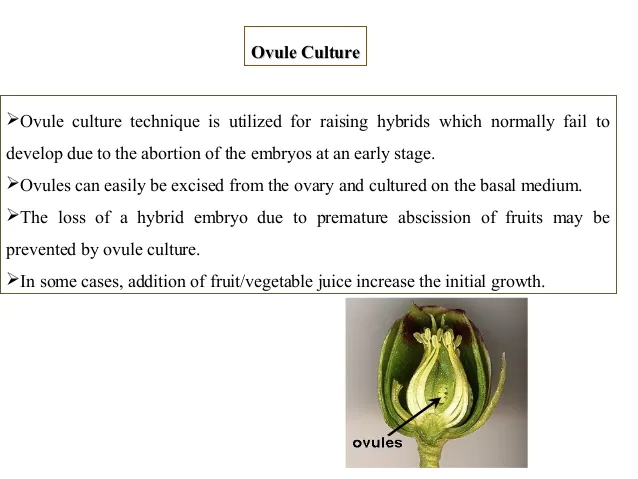 Ovule Culture
➢Ovule culture technique is utilized for raising hybrids which normally fail to
develop due to the abortion of the embryos at an early stage.
➢Ovules can easily be excised from the ovary and cultured on the basal medium.
➢The loss of a hybrid embryo due to premature abscission of fruits may be
prevented by ovule culture.
➢In some cases, addition of fruit/vegetable juice increase the initial growth.
ovules